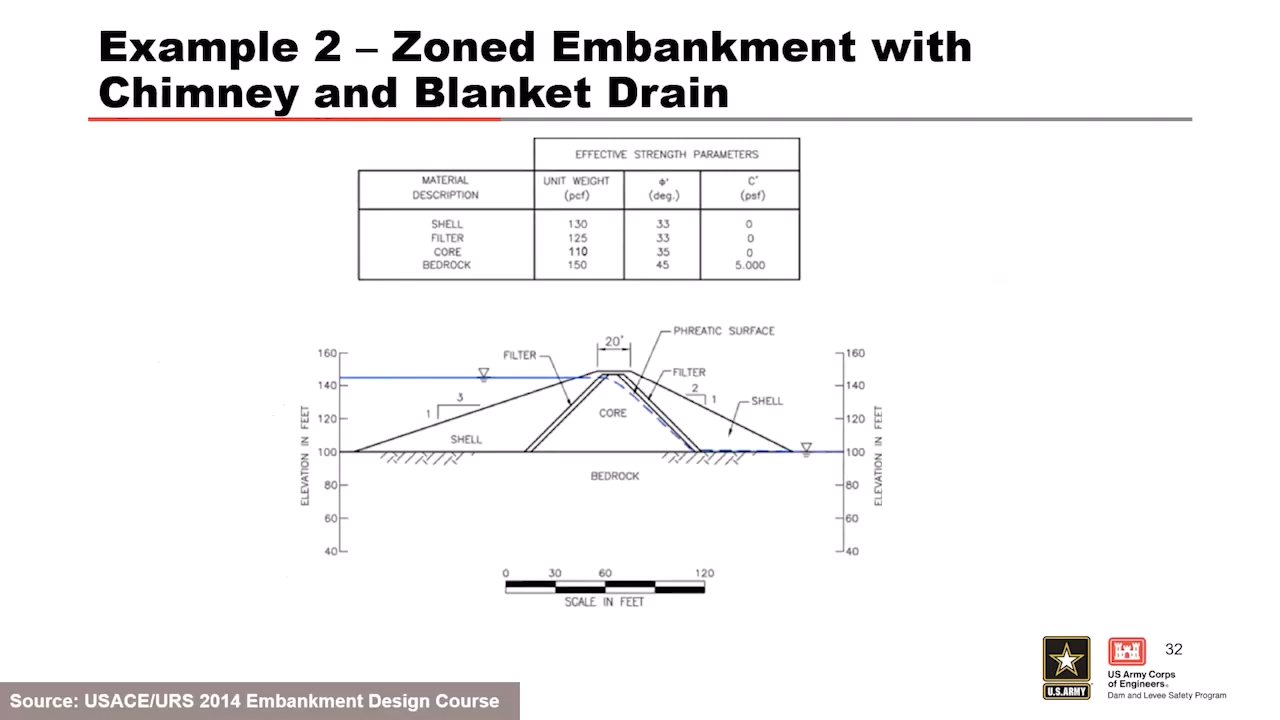 Example 2 – Zoned Embankment with
Chimney and Blanket Drain
EFFECTIVE STRENGTH PARAMETERS
MATERIAL DESCRIPTION UNIT WEIGHT (pcf) ϕ' (deg.) C' (psf)
SHELL 130 33 0
FILTER 125 33 0
CORE 110 35 0
BEDROCK 150 45 5.000
PHREATIC SURFACE
20'
FILTER
FILTER
160
160
140
140
3
1
2
1
SHELL
CORE
120
120
SHELL
100
100
BEDROCK
80
80
60
60
40
40
ELEVATION IN FEET
ELEVATION IN FEET
0 30 60 120
SCALE IN FEET
32
U.S.ARMY
US Army Corps
of Engineers®
Dam and Levee Safety Program
Source: USACE/URS 2014 Embankment Design Course